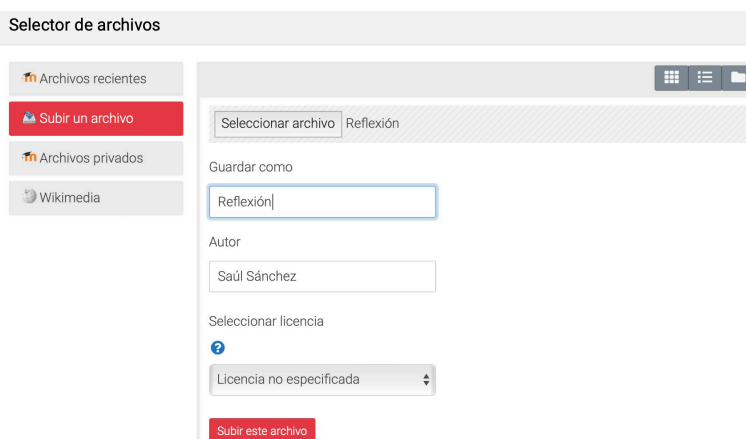 Selector de archivos
Archivos recientes
Subir un archivo
Archivos privados
Wikimedia
Seleccionar archivo Reflexión
Guardar como
Reflexión
Autor
Saúl Sánchez
Seleccionar licencia
?
Licencia no especificada
Subir este archivo